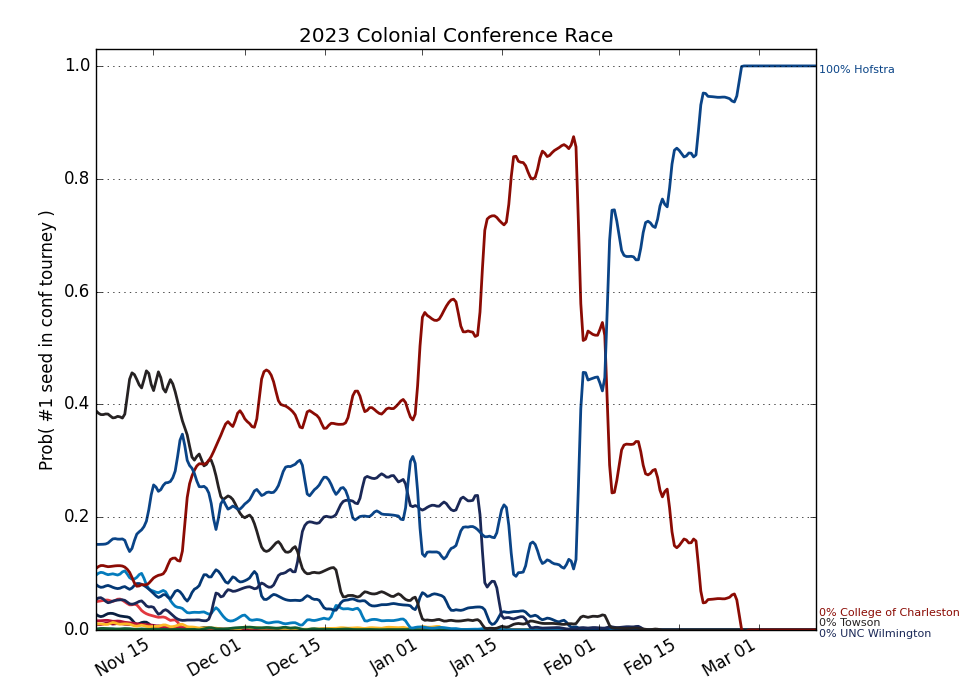 2023 Colonial Conference Race
Prob( #1 seed in conf tourney )
1.0
0.8
0.6
0.4
0.2
0.0
Nov 15
Dec 01
Dec 15
Jan 01
Jan 15
Feb 01
Feb 15
Mar 01
100% Hofstra
0% College of Charleston
0% Towson
0% UNC Wilmington